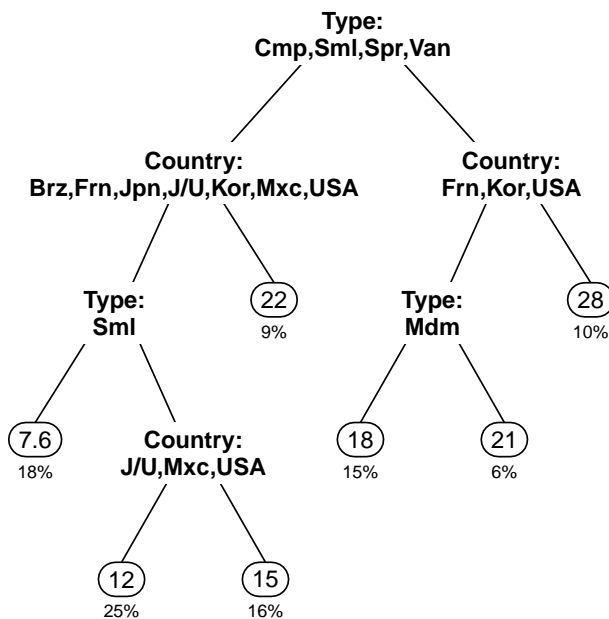 Type:
Cmp,Sml,Spr,Van
Country:
Brz,Frn,Jpn,J/U,Kor,Mxc,USA
Country:
Frn,Kor,USA
Type:
Sml
22
9%
Type:
Mdm
28
10%
7.6
18%
Country:
J/U,Mxc,USA
18
15%
21
6%
12
25%
15
16%